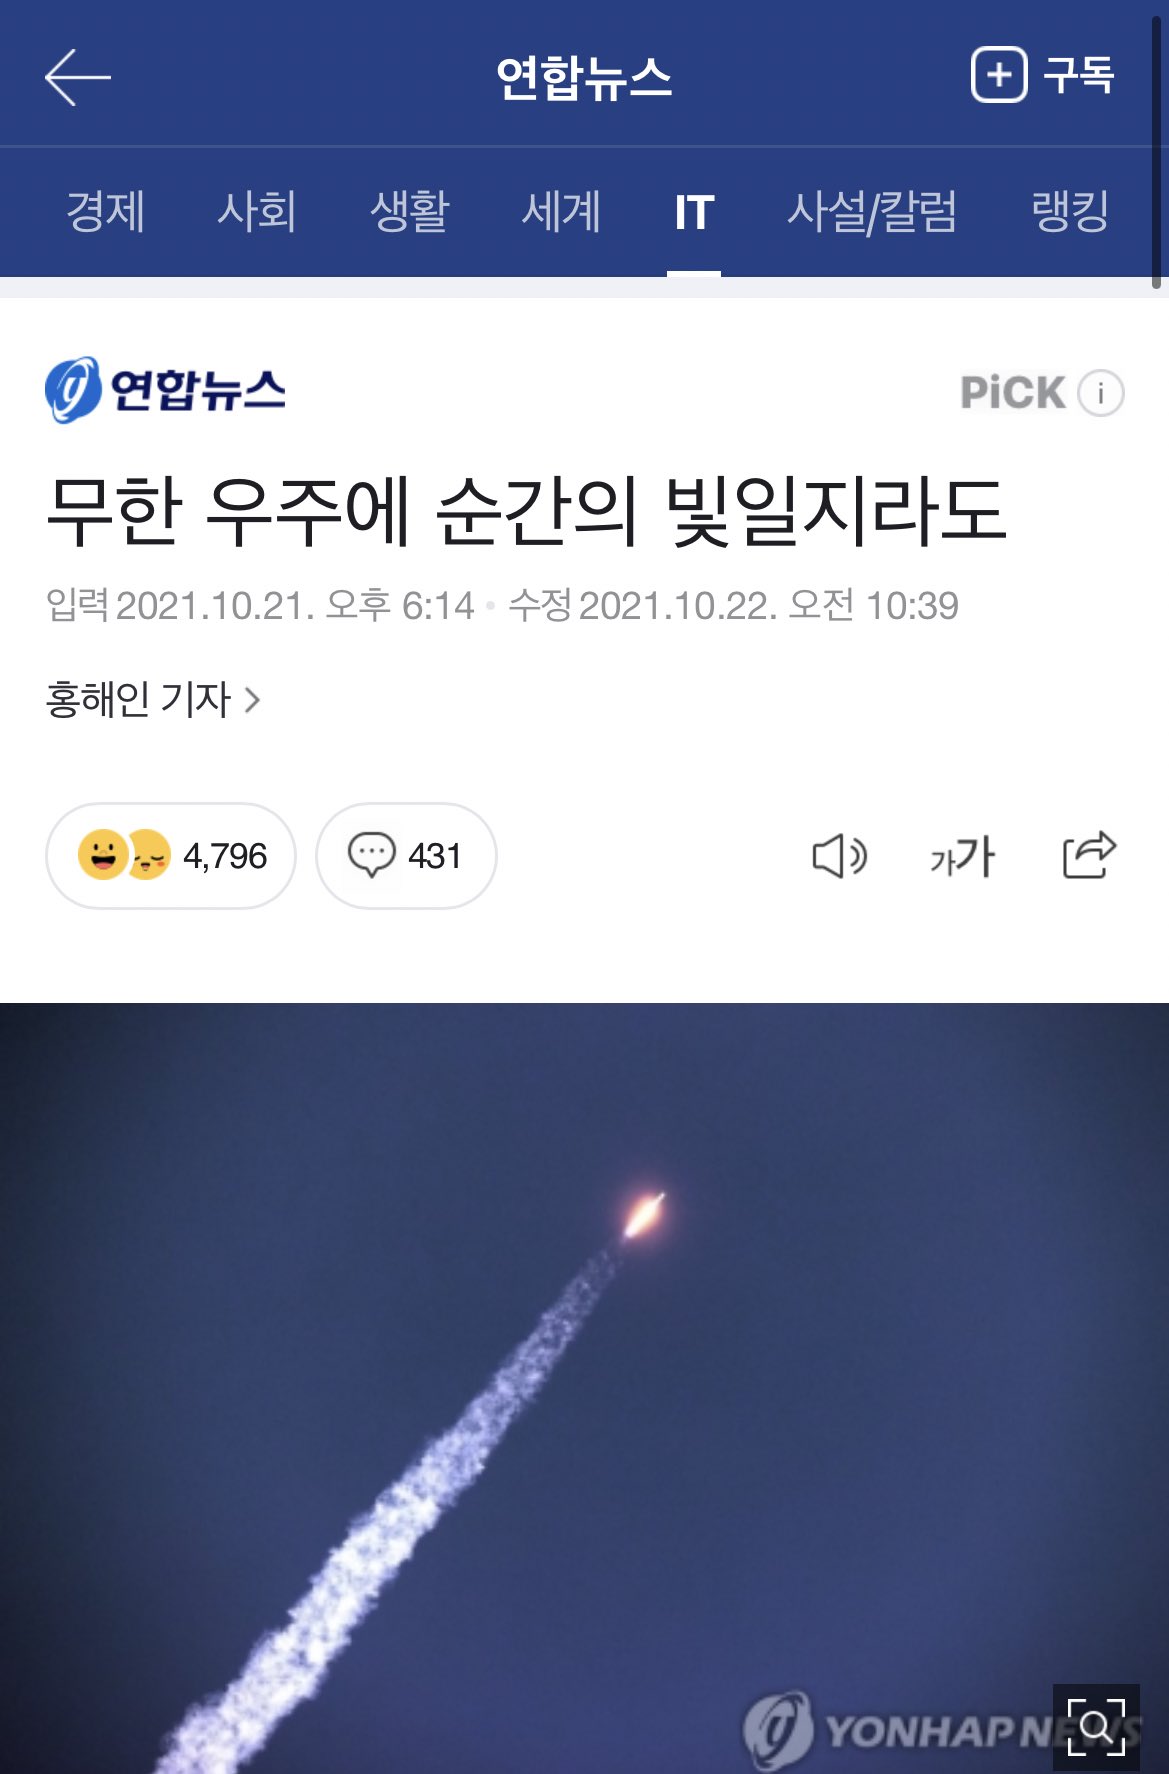 연합뉴스
구독
경제 사회 생활 세계 IT 사설/칼럼 랭킹
연합뉴스
PiCK i
무한 우주에 순간의 빛일지라도
입력 2021.10.21. 오후 6:14 · 수정 2021.10.22. 오전 10:39
홍해인 기자 >
4,796 431
가가
YONHAP NEWS